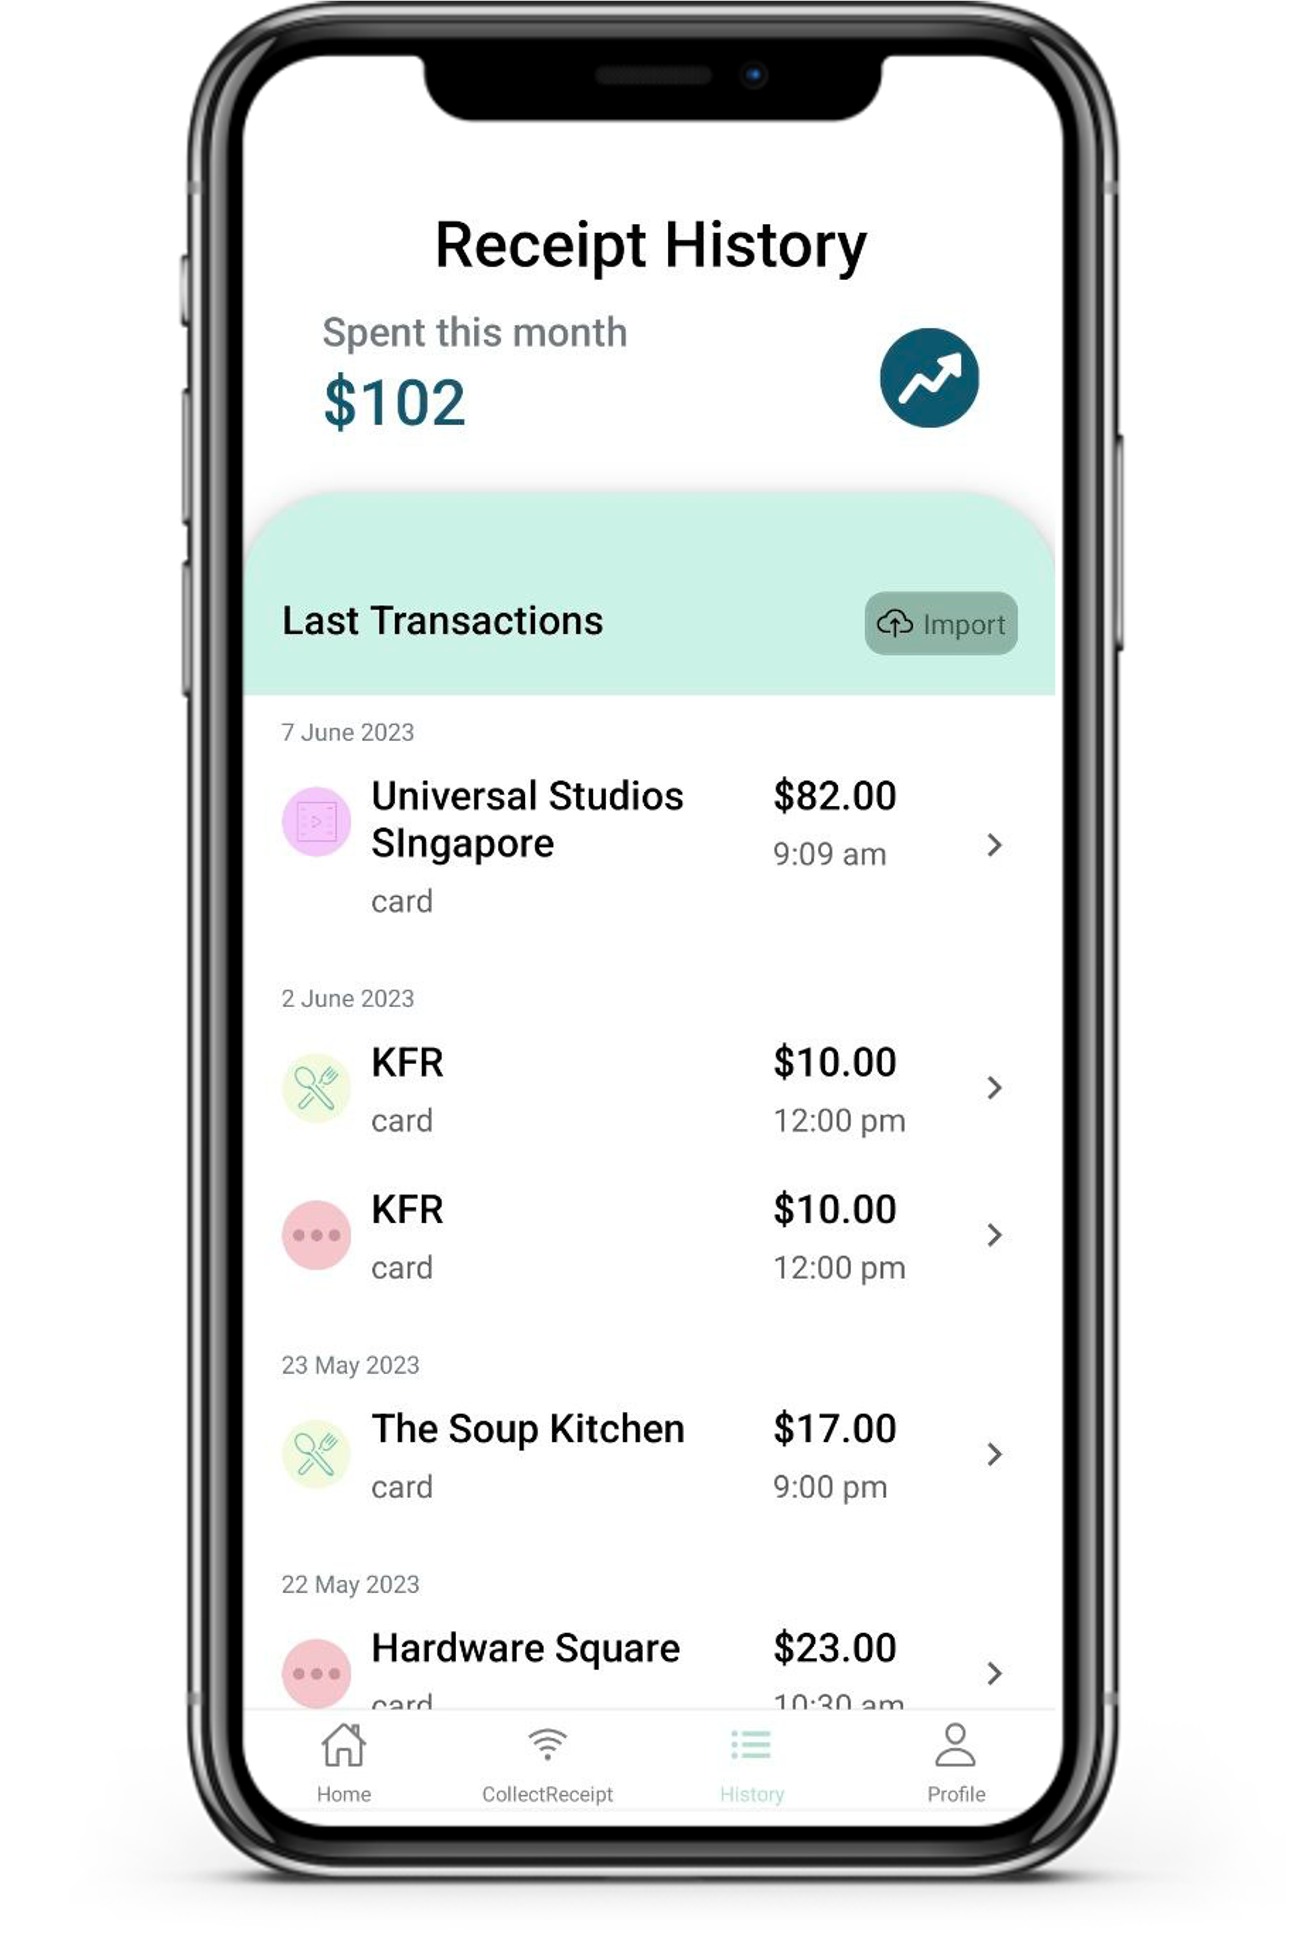 Receipt History
Spent this month
$102
Last Transactions
Import
7 June 2023
Universal Studios
SIngapore
$82.00
9:09 am
card
2 June 2023
KFR
$10.00
card
12:00 pm
KFR
$10.00
card
12:00 pm
23 May 2023
The Soup Kitchen
$17.00
card
9:00 pm
22 May 2023
Hardware Square
$23.00
card
10:30 am
Home
CollectReceipt
History
Profile